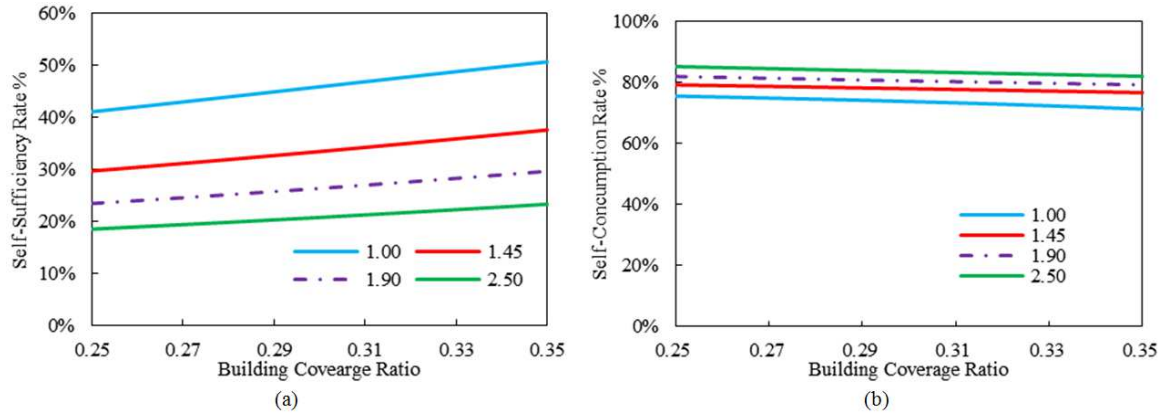 60%
50%
40%
30%
20%
10%
0%
Self-Sufficiency Rate %
1.00 1.45
1.90 2.50
0.25 0.27 0.29 0.31 0.33 0.35
Building Covearge Ratio
(a)
100%
80%
60%
40%
20%
0%
Self-Concumption Rate %
1.00
1.45
1.90
2.50
0.25 0.27 0.29 0.31 0.33 0.35
Building Coverage Ratio
(b)